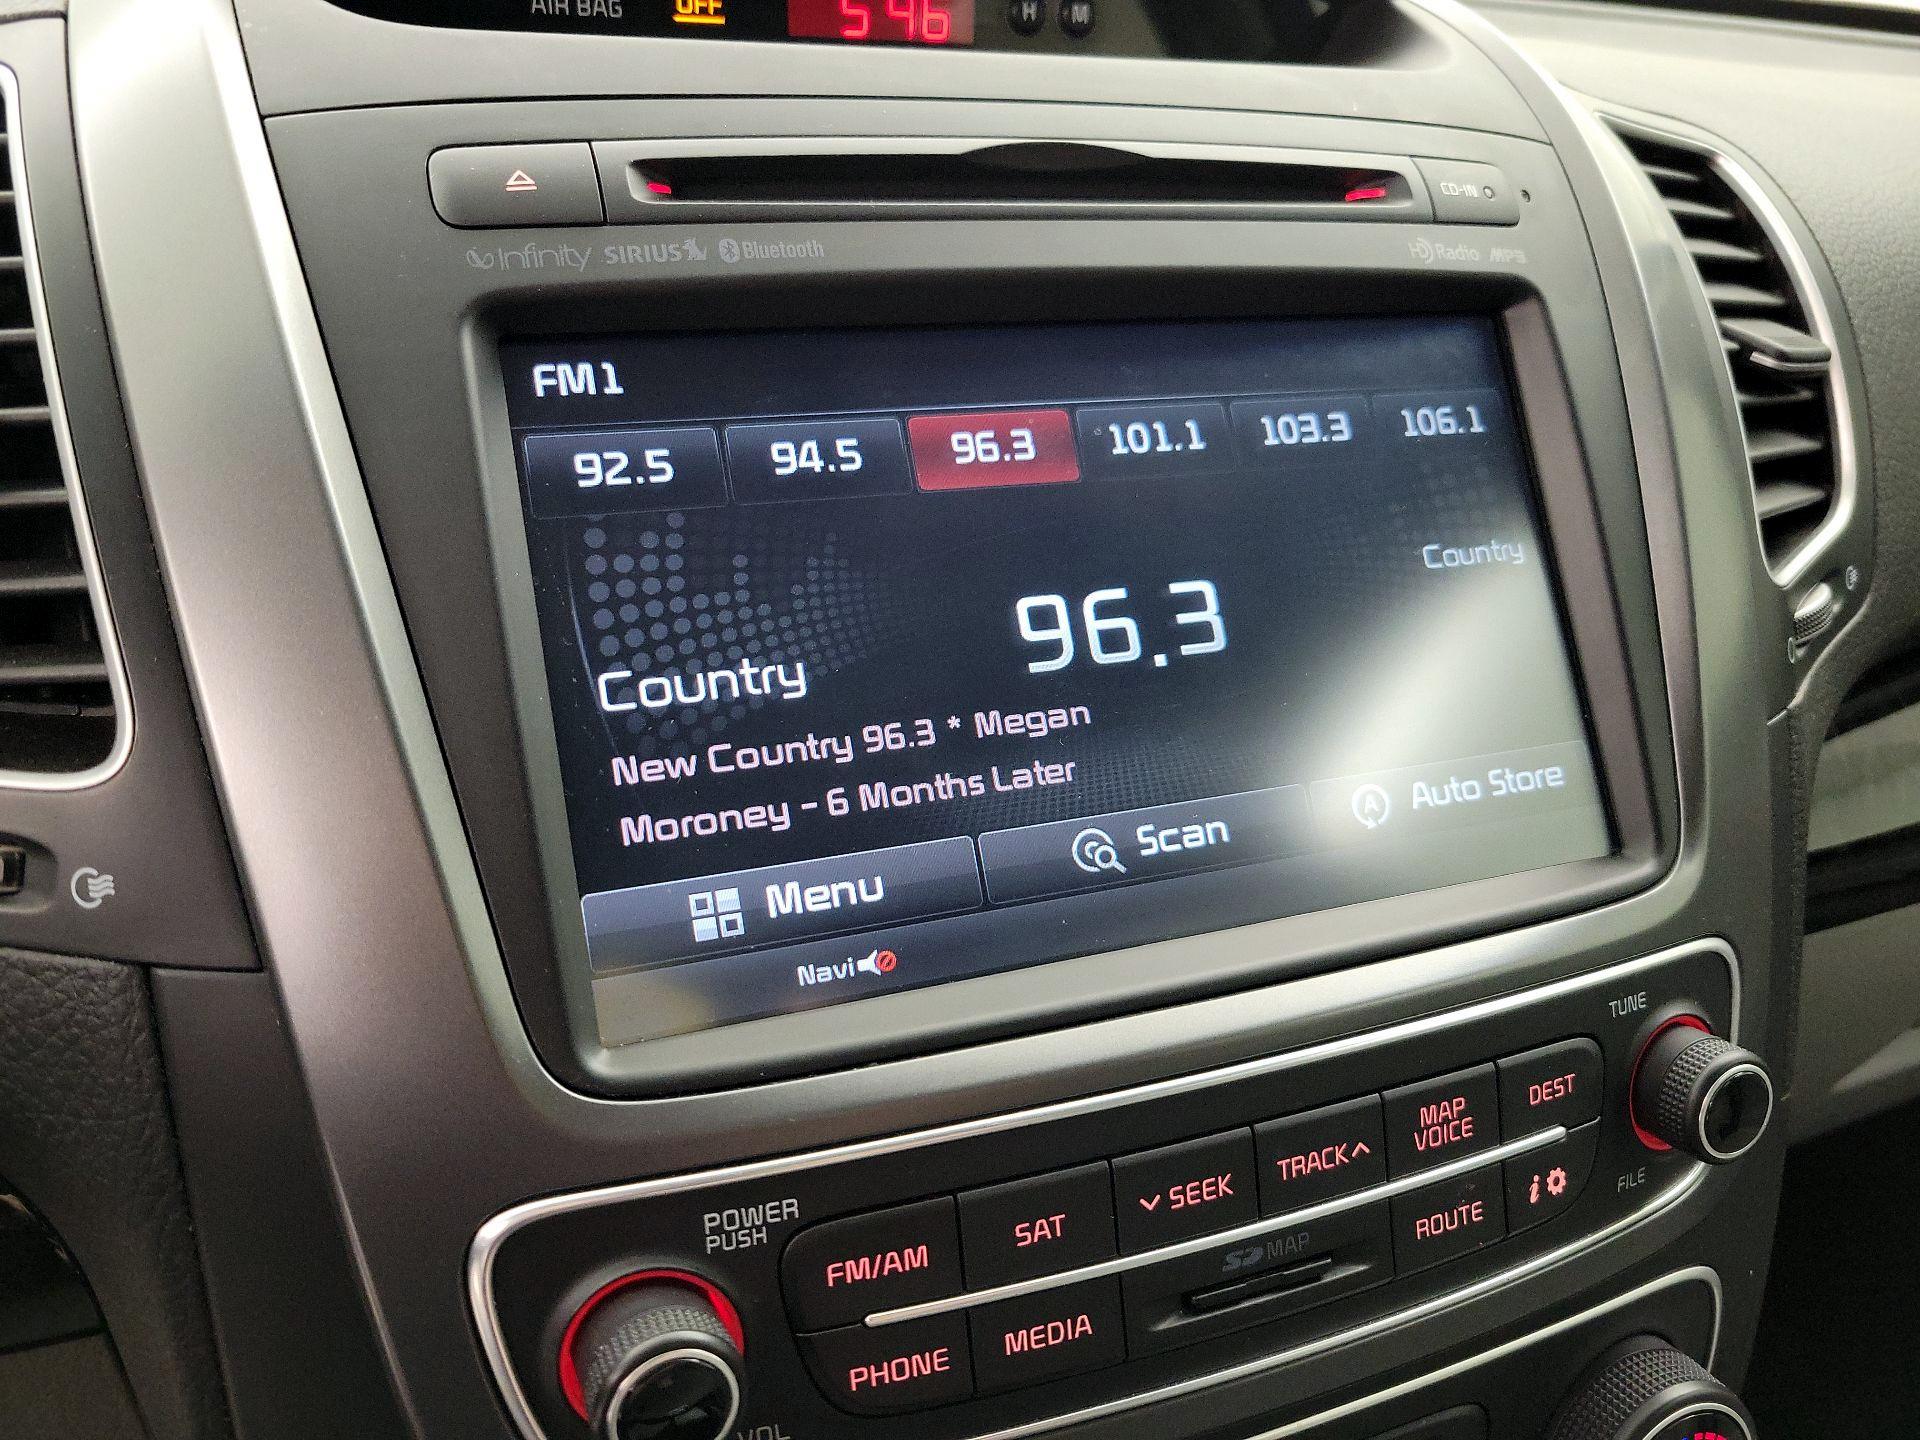 AIR BAG OFF 5:46 H M
CD-IN
Infinity SIRIUS Bluetooth HD Radio MP3
FM1
92.5 94.5 96.3 101.1 103.3 106.1
Country
96.3
Country
New Country 96.3 * Megan
Moroney - 6 Months Later
Menu Scan A Auto Store
Navi
TUNE
POWER
PUSH
FM/AM SAT SEEK TRACK MAP
VOICE DEST
FILE
PHONE MEDIA SD MAP ROUTE i
VOL